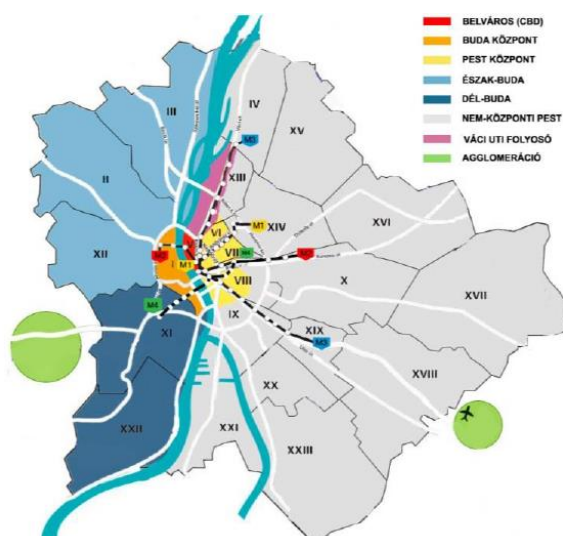 BELVÁROS (CBD)
BUDA KÖZPONT
PEST KÖZPONT
ÉSZAK-BUDA
DÉL-BUDA
NEM-KÖZPONTI PEST
VÁCI UTI FOLYOSÓ
AGGLOMERÁCIÓ
III
IV
XV
M3
XIII
II
VI
M1
XIV
XVI
XII
M2
I
M1
VII
M4
M2
VIII
X
XVII
M4
IX
XI
XIX
M3
XVIII
XX
XXII
XXI
XXIII